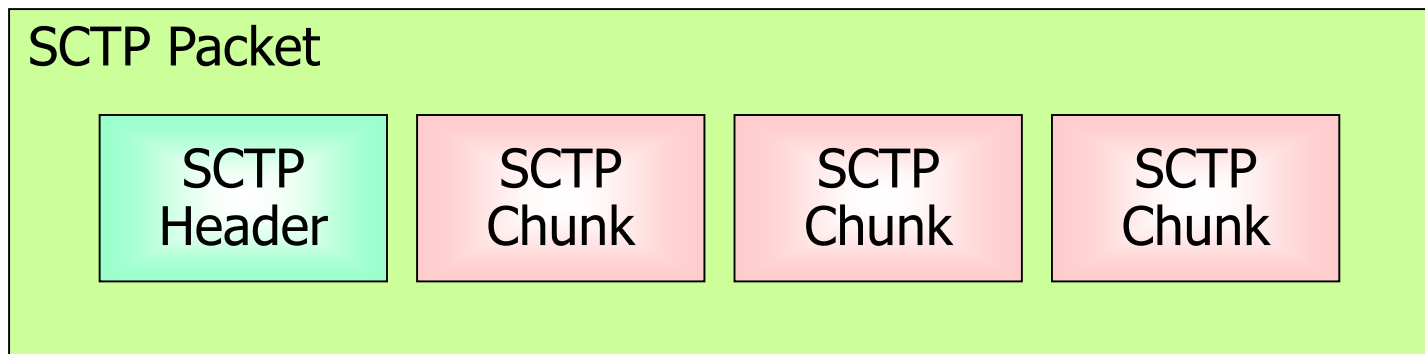 SCTP Packet
SCTP
Header
SCTP
Chunk
SCTP
Chunk
SCTP
Chunk